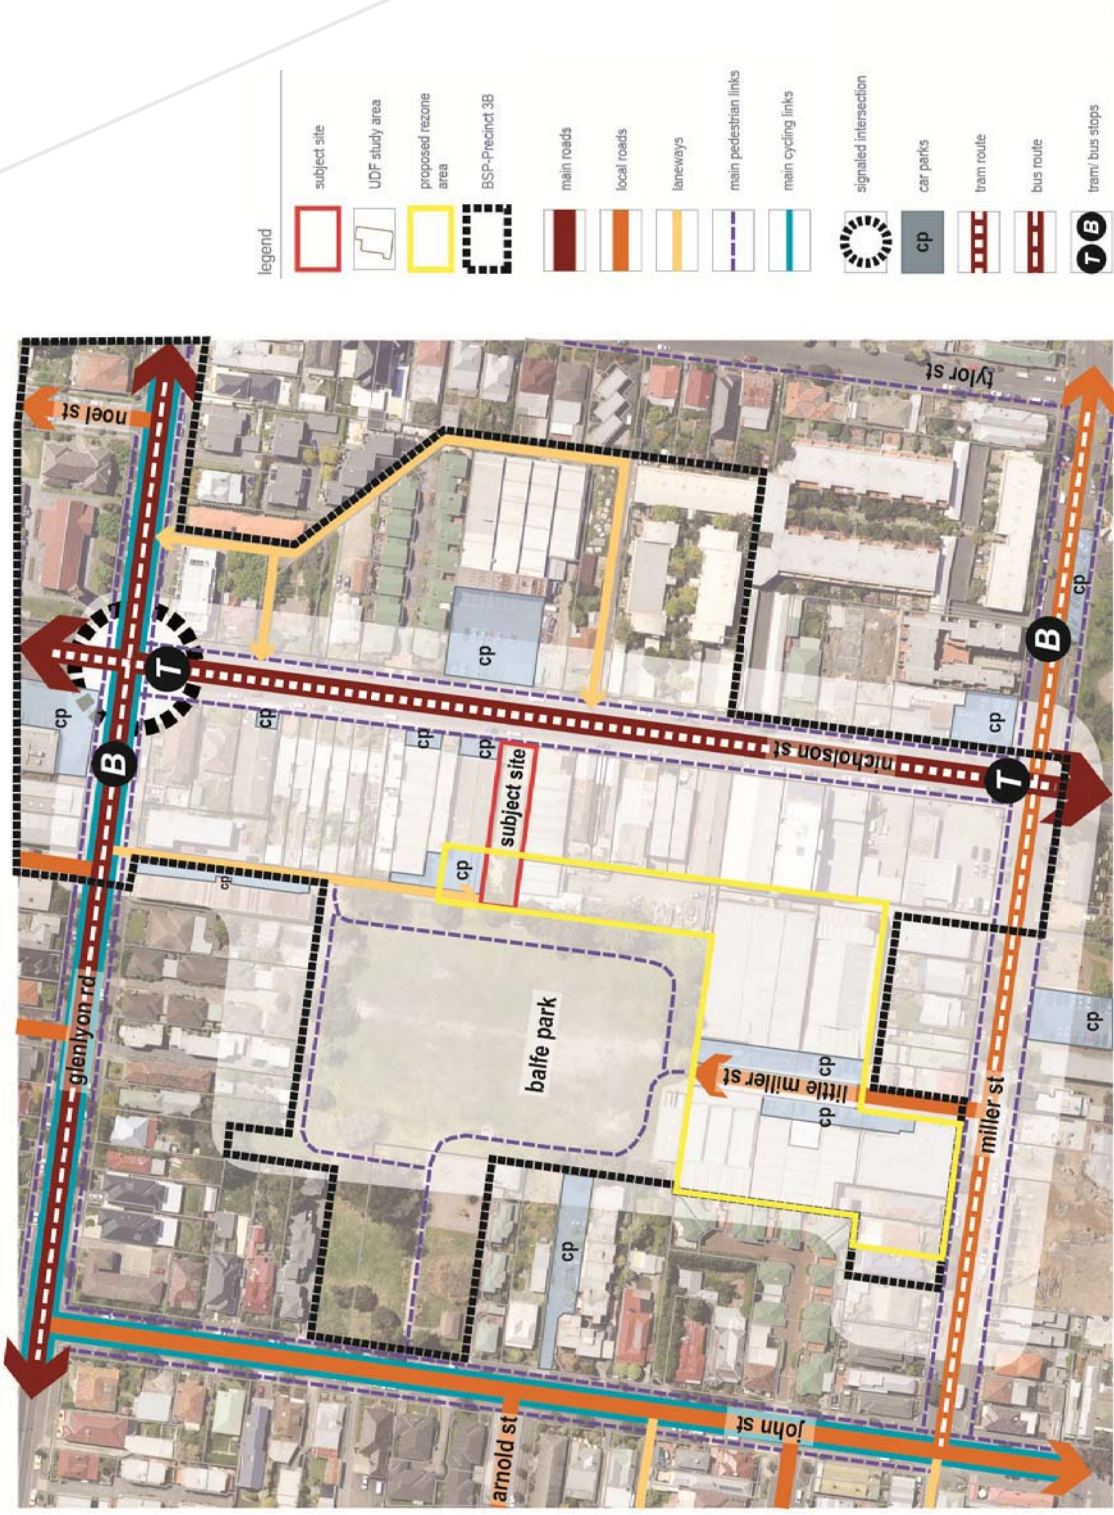 legend
subject site
UDF study area
proposed rezone
area
BSP-Precinct 3B
main roads
local roads
laneways
main pedestrian links
main cycling links
signaled intersection
cp
car parks
tram route
bus route
T B
tram/ bus stops
noel st
glenlyon rd
T
B
cp
cp
cp
cp
cp
cp
cp
subject site
nicholson st
tylor st
balfe park
little miller st
cp
cp
cp
cp
cp
cp
T
B
miller st
john st
arnold st